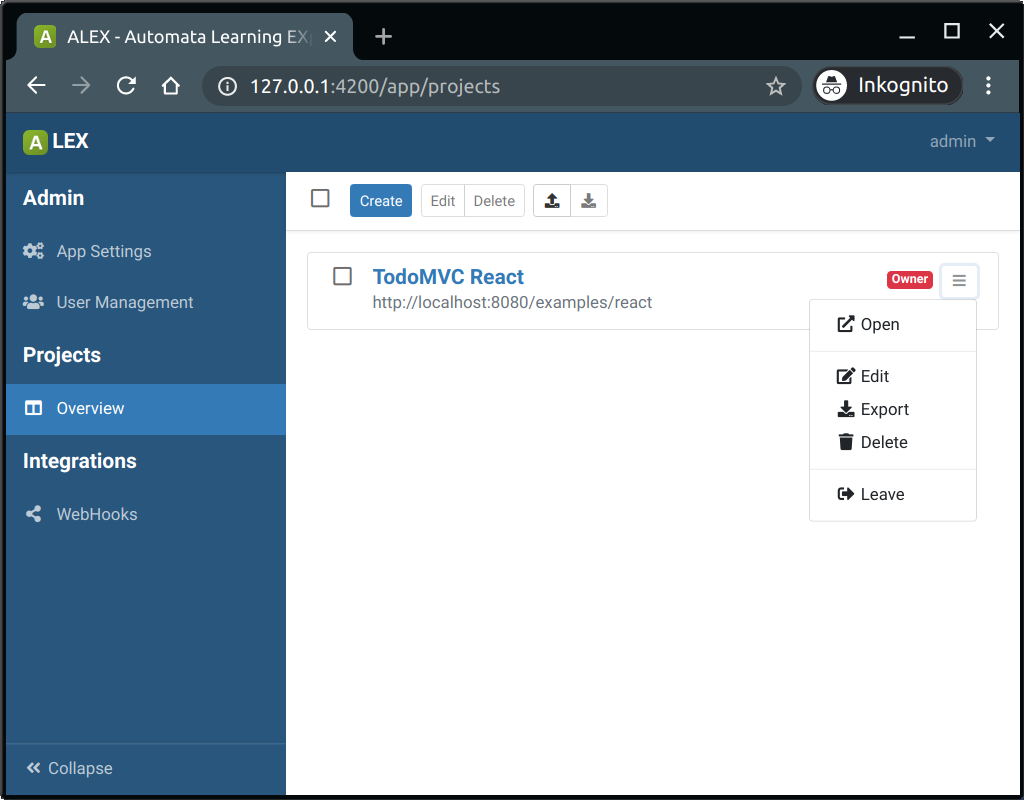 A ALEX - Automata Learning EX
127.0.0.1:4200/app/projects
Inkognito
A LEX
admin
Admin
App Settings
User Management
Projects
Overview
Integrations
WebHooks
Collapse
Create Edit Delete
TodoMVC React
Owner
http://localhost:8080/examples/react
Open
Edit
Export
Delete
Leave